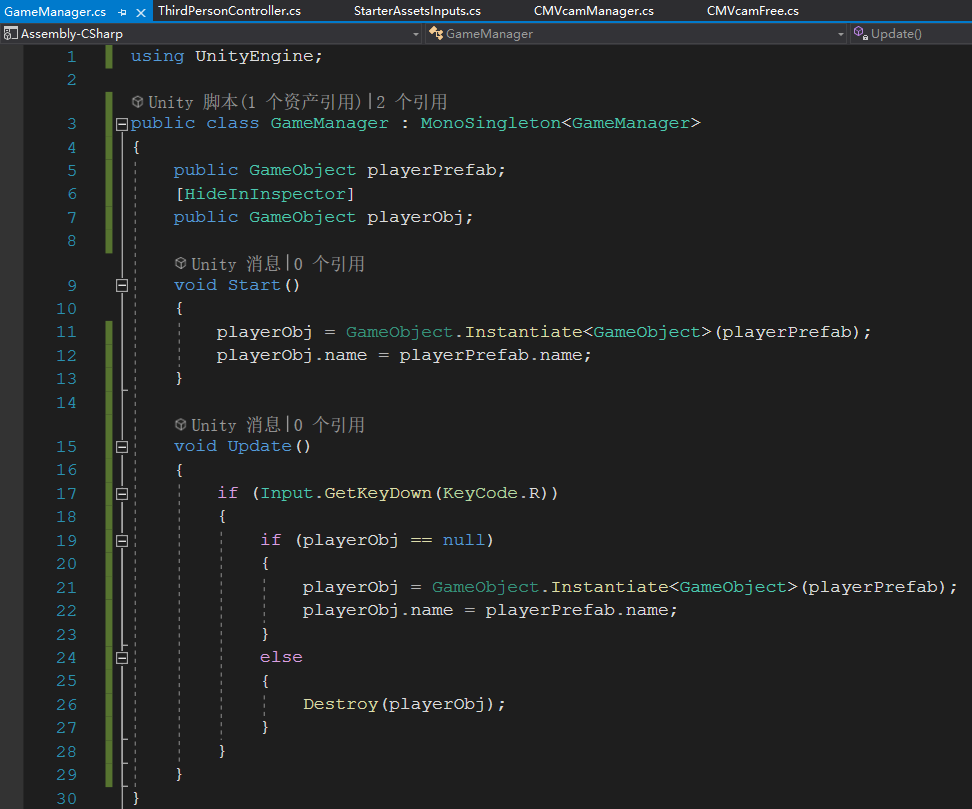 GameManager.cs ThirdPersonController.cs StarterAssetsInputs.cs CMVcamManager.cs CMVcamFree.cs
Assembly-CSharp GameManager Update()
1 using UnityEngine;
2
Unity 脚本(1 个资产引用)|2 个引用
3 public class GameManager : MonoSingleton<GameManager>
4 {
5 public GameObject playerPrefab;
6 [HideInInspector]
7 public GameObject playerObj;
8
Unity 消息|0 个引用
9 void Start()
10 {
11 playerObj = GameObject.Instantiate<GameObject>(playerPrefab);
12 playerObj.name = playerPrefab.name;
13 }
14
Unity 消息|0 个引用
15 void Update()
16 {
17 if (Input.GetKeyDown(KeyCode.R))
18 {
19 if (playerObj == null)
20 {
21 playerObj = GameObject.Instantiate<GameObject>(playerPrefab);
22 playerObj.name = playerPrefab.name;
23 }
24 else
25 {
26 Destroy(playerObj);
27 }
28 }
29 }
30 }